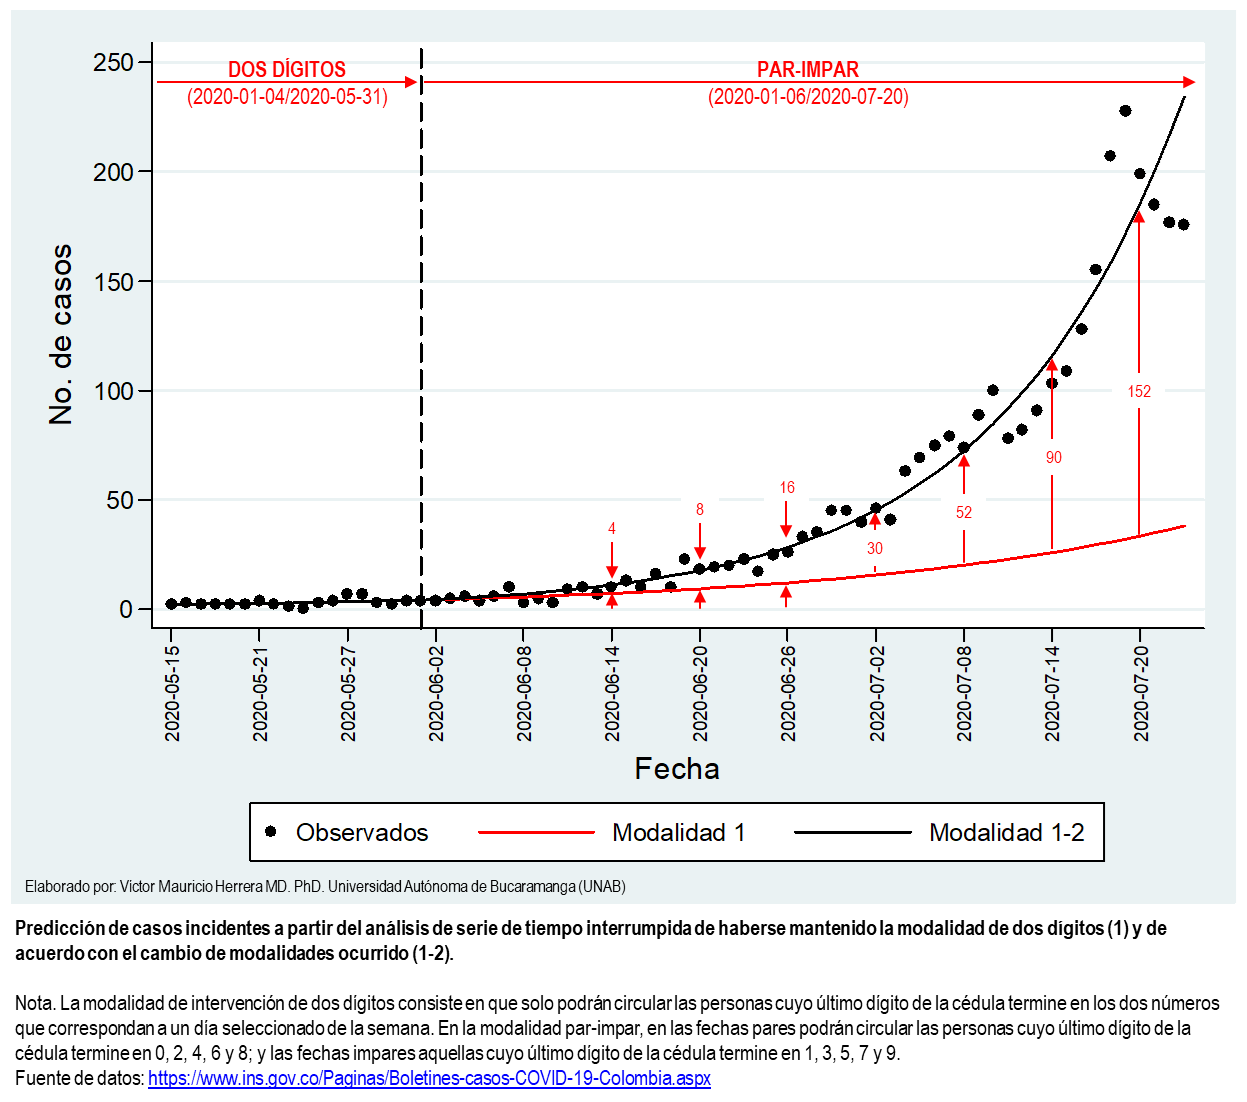 DOS DÍGITOS
(2020-01-04/2020-05-31)
PAR-IMPAR
(2020-01-06/2020-07-20)
No. de casos
250
200
150
100
50
0
4
8
16
30
52
90
152
2020-05-15
2020-05-21
2020-05-27
2020-06-02
2020-06-08
2020-06-14
2020-06-20
2020-06-26
2020-07-02
2020-07-08
2020-07-14
2020-07-20
Fecha
Observados
Modalidad 1
Modalidad 1-2
Elaborado por: Víctor Mauricio Herrera MD. PhD. Universidad Autónoma de Bucaramanga (UNAB)
Predicción de casos incidentes a partir del análisis de serie de tiempo interrumpida de haberse mantenido la modalidad de dos dígitos (1) y de
acuerdo con el cambio de modalidades ocurrido (1-2).
Nota. La modalidad de intervención de dos dígitos consiste en que solo podrán circular las personas cuyo último dígito de la cédula termine en los dos números
que correspondan a un día seleccionado de la semana. En la modalidad par-impar, en las fechas pares podrán circular las personas cuyo último dígito de la
cédula termine en 0, 2, 4, 6 y 8; y las fechas impares aquellas cuyo último dígito de la cédula termine en 1, 3, 5, 7 y 9.
Fuente de datos: https://www.ins.gov.co/Paginas/Boletines-casos-COVID-19-Colombia.aspx